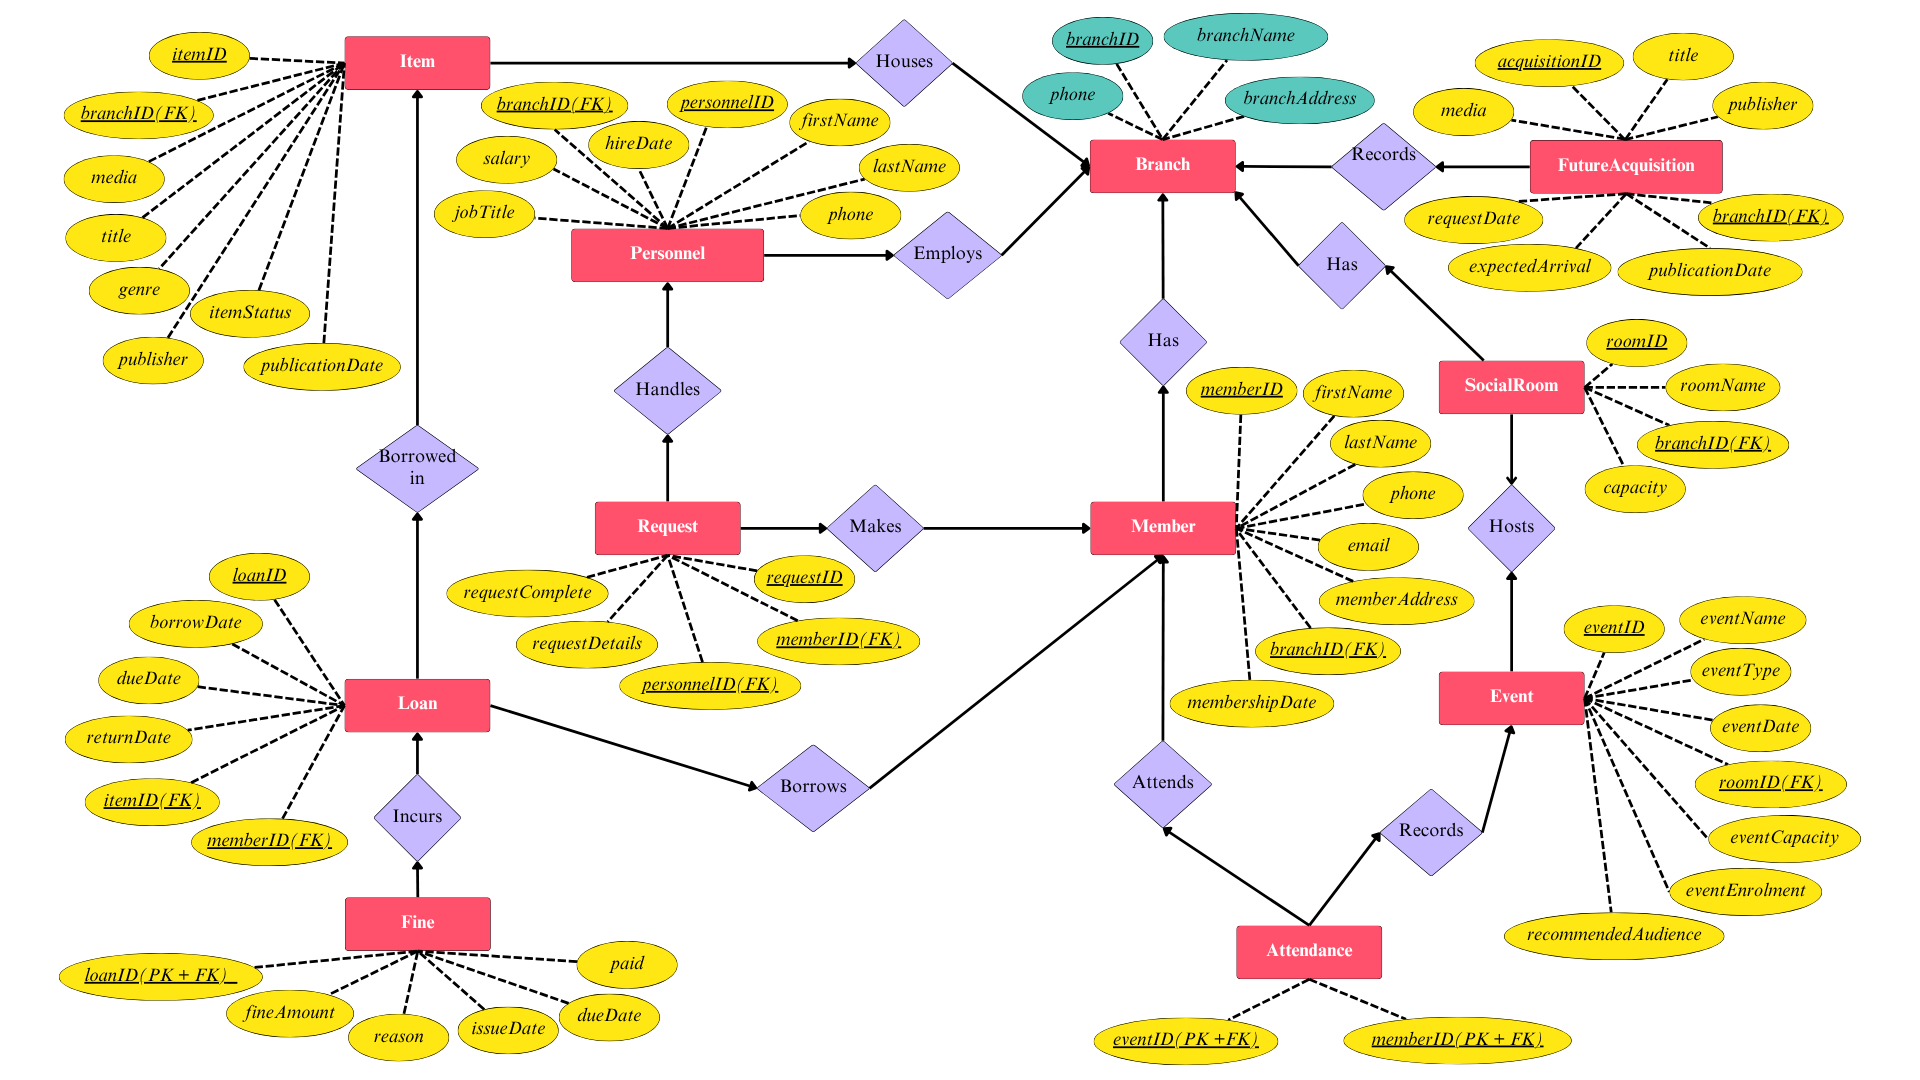 itemID
Item
Houses
branchID
branchName
phone
branchAddress
acquisitionID
title
media
publisher
branchID(FK)
branchID(FK)
personnelID
hireDate
firstName
salary
lastName
jobTitle
phone
media
title
genre
itemStatus
publisher
publicationDate
Branch
Records
FutureAcquisition
requestDate
branchID(FK)
expectedArrival
publicationDate
Personnel
Employs
Has
Has
Handles
roomID
SocialRoom
roomName
branchID(FK)
capacity
memberID
firstName
lastName
phone
email
memberAddress
branchID(FK)
membershipDate
Borrowed
in
Request
Makes
Member
Hosts
requestComplete
requestID
requestDetails
memberID(FK)
personnelID(FK)
loanID
borrowDate
dueDate
returnDate
itemID(FK)
memberID(FK)
Loan
Borrows
Attends
Records
Event
eventID
eventName
eventType
eventDate
roomID(FK)
eventCapacity
eventEnrolment
recommendedAudience
Incurs
Fine
loanID(PK + FK)_
fineAmount
reason
issueDate
dueDate
paid
Attendance
eventID(PK +FK)
memberID(PK + FK)